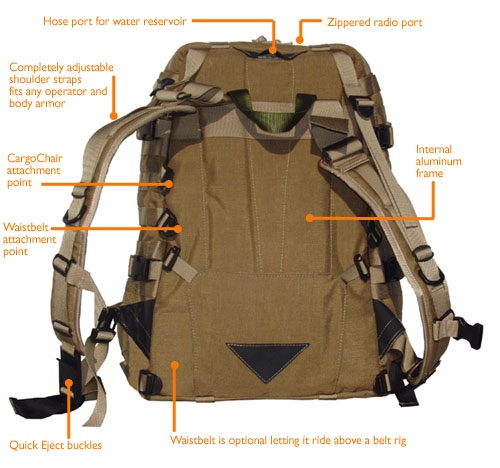 Hose port for water reservoir
Zippered radio port
Completely adjustable
shoulder straps
fits any operator and
body armor
CargoChair
attachment
point
Internal
aluminum
frame
Waistbelt
attachment
point
Quick Eject buckles
Waistbelt is optional letting it ride above a belt rig